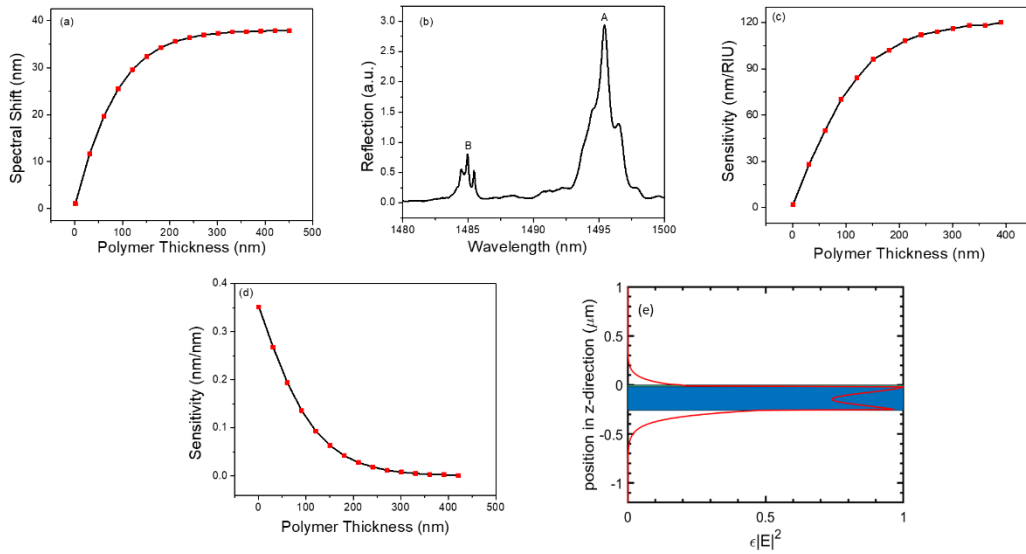 (a)
40
30
20
10
0
0 100 200 300 400 500
Spectral Shift (nm)
Polymer Thickness (nm)
(b)
A
B
3.0
2.5
2.0
1.5
1.0
0.5
0.0
1480 1485 1490 1495 1500
Reflection (a.u.)
Wavelength (nm)
(c)
120
90
60
30
0
0 100 200 300 400
Sensitivity (nm/RIU)
Polymer Thickness (nm)
(d)
0.4
0.3
0.2
0.1
0.0
0 100 200 300 400 500
Sensitivity (nm/nm)
Polymer Thickness (nm)
(e)
1
0.5
0
-0.5
-1
0 0.5 1
position in z-direction (μm)
ϵ|E|²